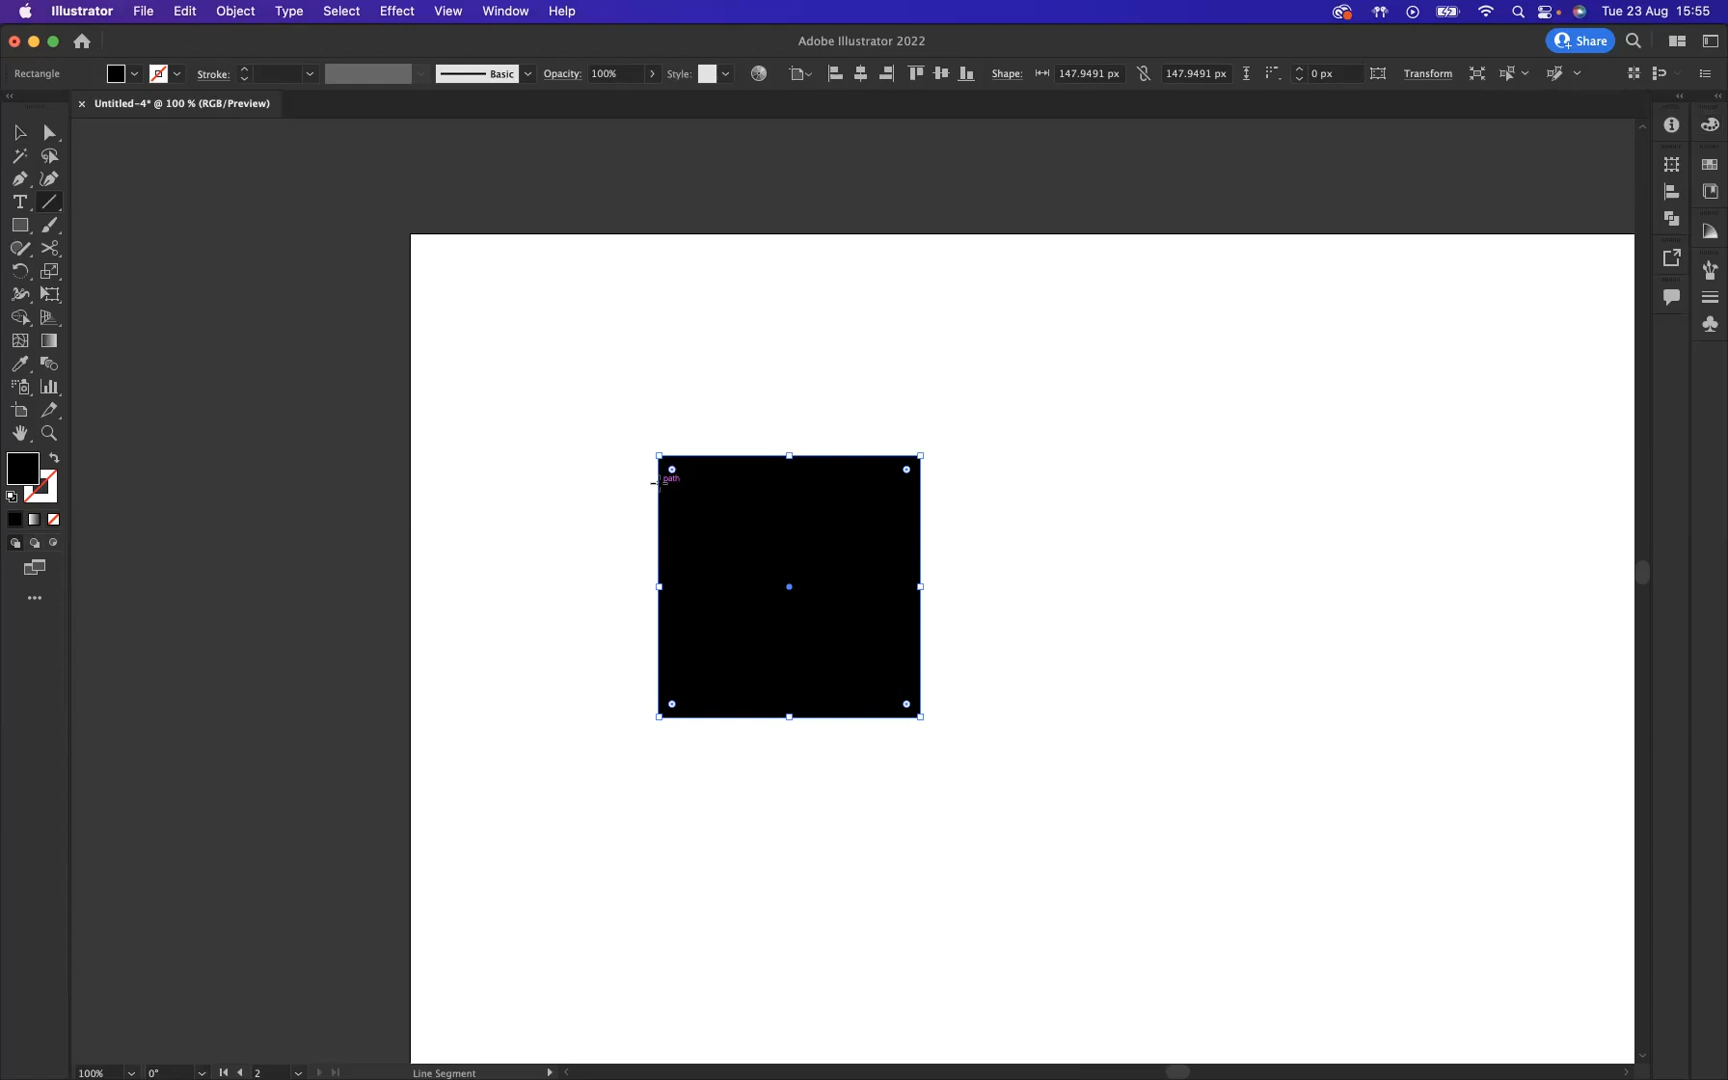 Illustrator File Edit Object Type Select Effect View Window Help Tue 23 Aug 15:55
Adobe Illustrator 2022 Share
Rectangle Stroke: Basic Opacity: 100% Style: Shape: 147.9491 px 147.9491 px 0 px Transform
Untitled-4* @ 100 % (RGB/Preview)
path
100% 0° 2 Line Segment